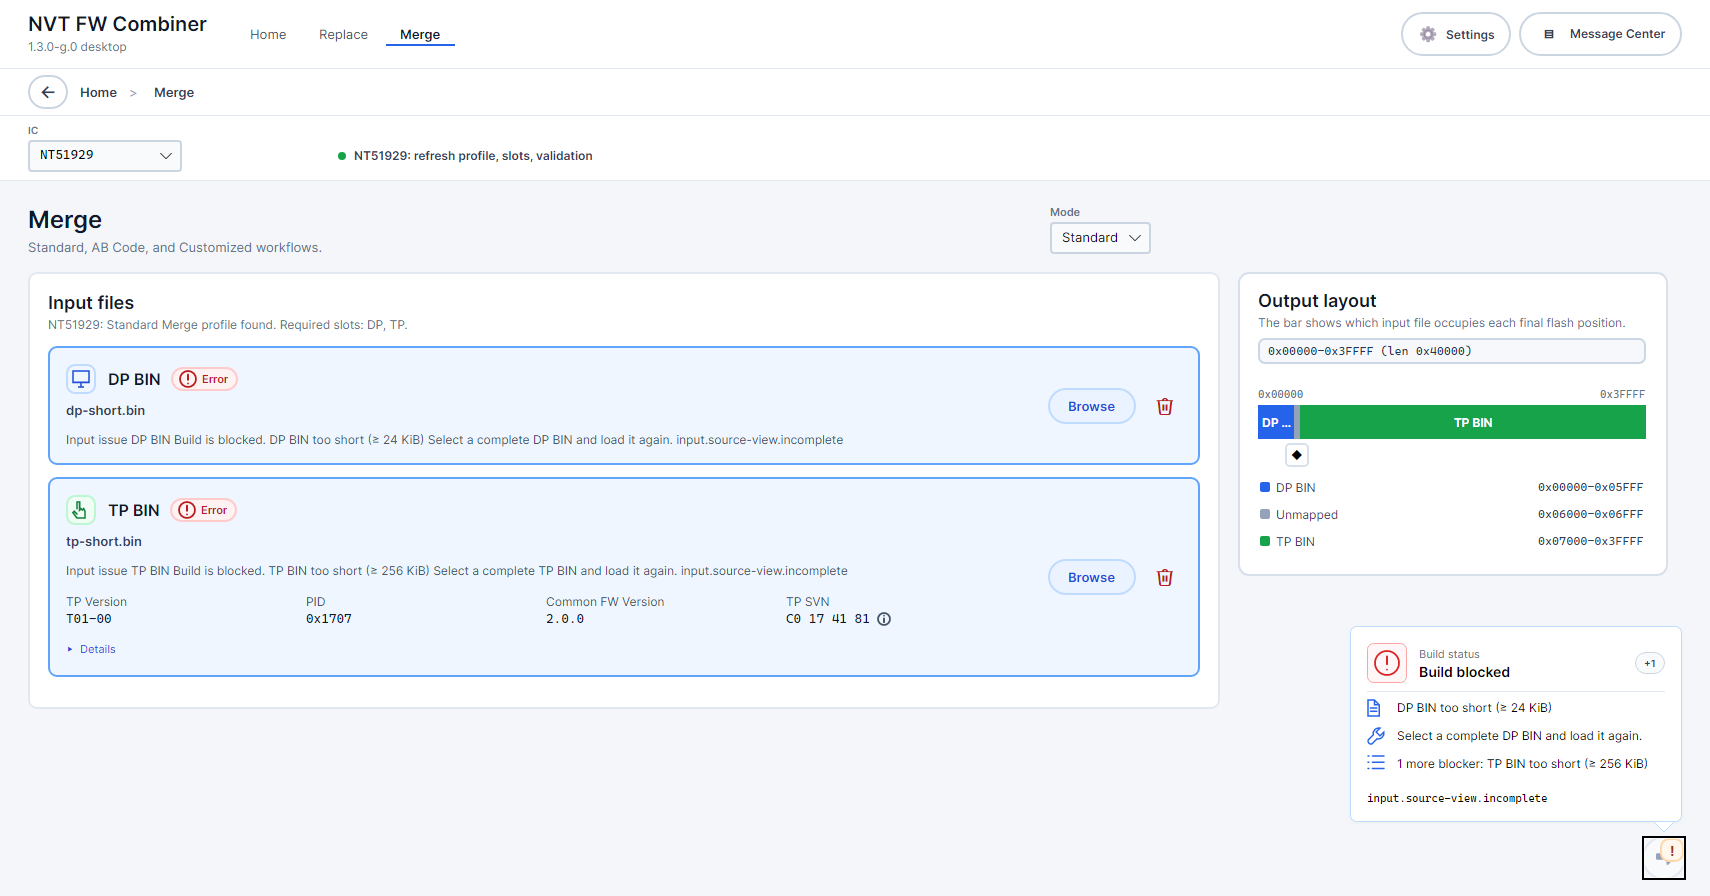 NVT FW Combiner
1.3.0-g.0 desktop
Home
Replace
Merge
Settings
Message Center
Home > Merge
IC
NT51929
NT51929: refresh profile, slots, validation
Merge
Standard, AB Code, and Customized workflows.
Mode
Standard
Input files
NT51929: Standard Merge profile found. Required slots: DP, TP.
DP BIN
Error
dp-short.bin
Input issue DP BIN Build is blocked. DP BIN too short (≥ 24 KiB) Select a complete DP BIN and load it again. input.source-view.incomplete
Browse
TP BIN
Error
tp-short.bin
Input issue TP BIN Build is blocked. TP BIN too short (≥ 256 KiB) Select a complete TP BIN and load it again. input.source-view.incomplete
Browse
TP Version
T01-00
PID
0x1707
Common FW Version
2.0.0
TP SVN
C0 17 41 81
Details
Output layout
The bar shows which input file occupies each final flash position.
0x00000-0x3FFFF (len 0x40000)
0x00000
0x3FFFF
DP ...
TP BIN
DP BIN 0x00000-0x05FFF
Unmapped 0x06000-0x06FFF
TP BIN 0x07000-0x3FFFF
Build status
Build blocked
+1
DP BIN too short (≥ 24 KiB)
Select a complete DP BIN and load it again.
1 more blocker: TP BIN too short (≥ 256 KiB)
input.source-view.incomplete